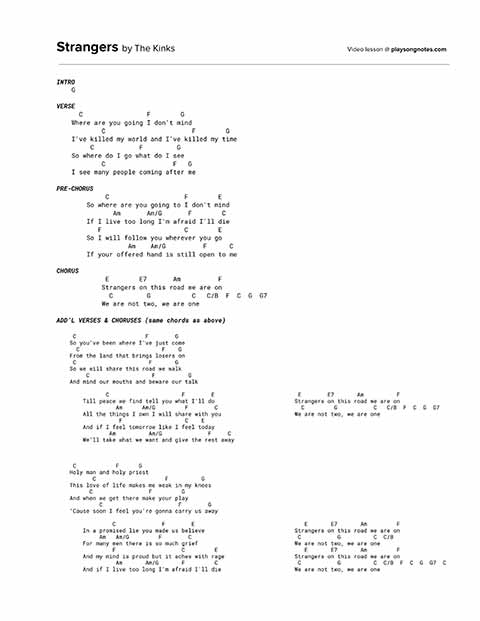 Strangers by The Kinks
Video lesson @ playsongnotes.com
INTRO
G
VERSE
C F G
Where are you going I don't mind
C F G
I've killed my world and I've killed my time
C F G
So where do I go what do I see
C F G
I see many people coming after me
PRE-CHORUS
C F E
So where are you going to I don't mind
Am Am/G F C
If I live too long I'm afraid I'll die
F C E
So I will follow you wherever you go
Am Am/G F C
If your offered hand is still open to me
CHORUS
E E7 Am F
Strangers on this road we are on
C G C C/B F C G G7
We are not two, we are one
ADD'L VERSES & CHORUSES (same chords as above)
C F G
So you've been where I've just come
C F G
From the land that brings losers on
C F G
So we will share this road we walk
C F G
And mind our mouths and beware our talk
C F E
Till peace we find tell you what I'll do
Am Am/G F C
All the things I own I will share with you
F C E
And if I feel tomorrow like I feel today
Am Am/G F C
We'll take what we want and give the rest away
E E7 Am F
Strangers on this road we are on
C G C C/B F C G G7
We are not two, we are one
C F G
Holy man and holy priest
C F G
This love of life makes me weak in my knees
C F G
And when we get there make your play
C F G
'Cause soon I feel you're gonna carry us away
C F E
In a promised lie you made us believe
Am Am/G F C
For many men there is so much grief
F C E
And my mind is proud but it aches with rage
Am Am/G F C
And if I live too long I'm afraid I'll die
E E7 Am F
Strangers on this road we are on
C G C C/B
We are not two, we are one
F E7 Am F
Strangers on this road we are on
C G C C/B F C G G7 C
We are not two, we are one